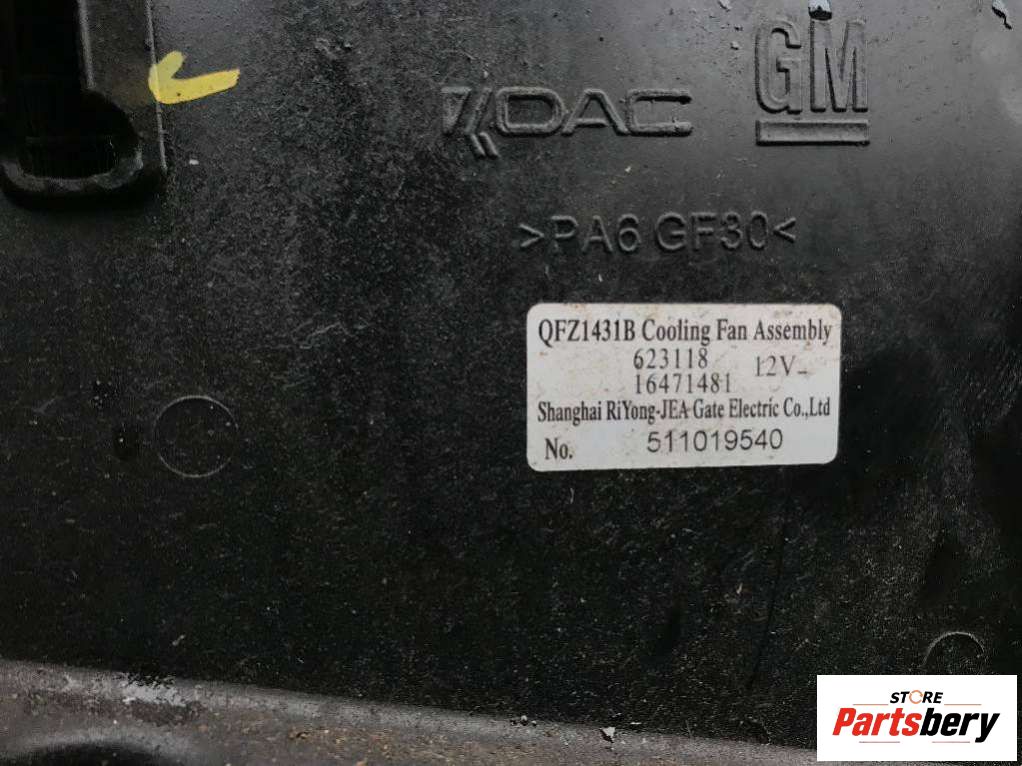 KDAC GM
>PA6 GF30<
QFZ1431B Cooling Fan Assembly
623118 12V-
16471481
Shanghai RiYong-JEA Gate Electric Co.,Ltd
No. 511019540
STORE
Partsbery